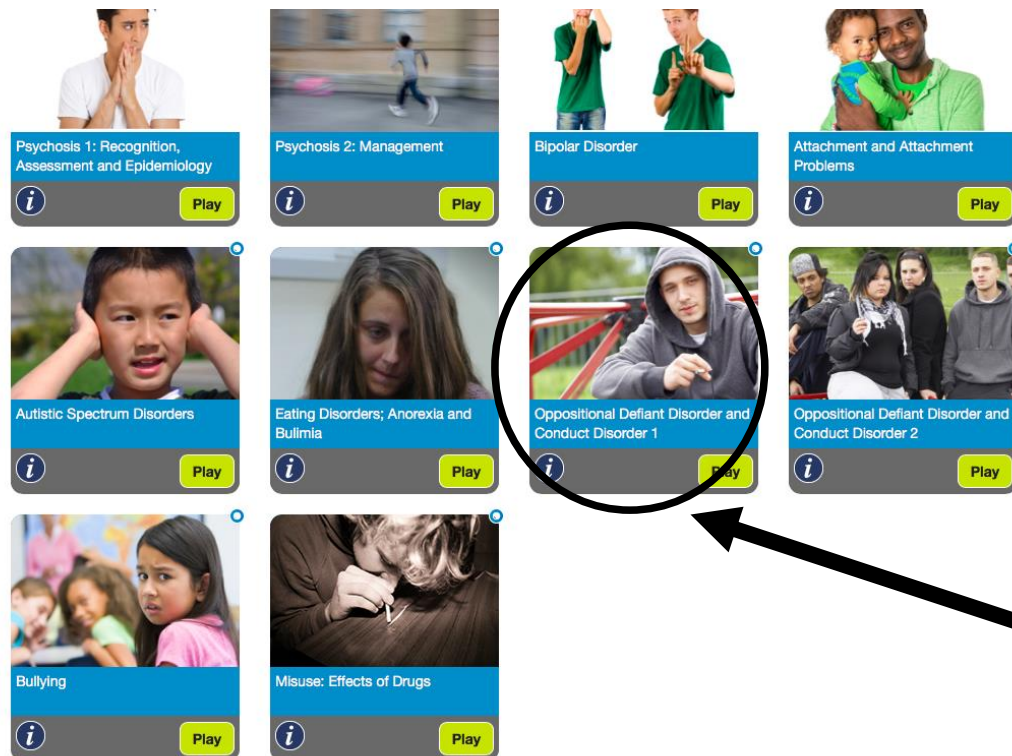 Psychosis 1: Recognition,
Assessment and Epidemiology
i
Play
Psychosis 2: Management
i
Play
Bipolar Disorder
i
Play
Attachment and Attachment
Problems
i
Play
Autistic Spectrum Disorders
i
Play
Eating Disorders; Anorexia and
Bulimia
i
Play
Oppositional Defiant Disorder and
Conduct Disorder 1
i
Play
Oppositional Defiant Disorder and
Conduct Disorder 2
i
Play
Bullying
i
Play
Misuse: Effects of Drugs
i
Play